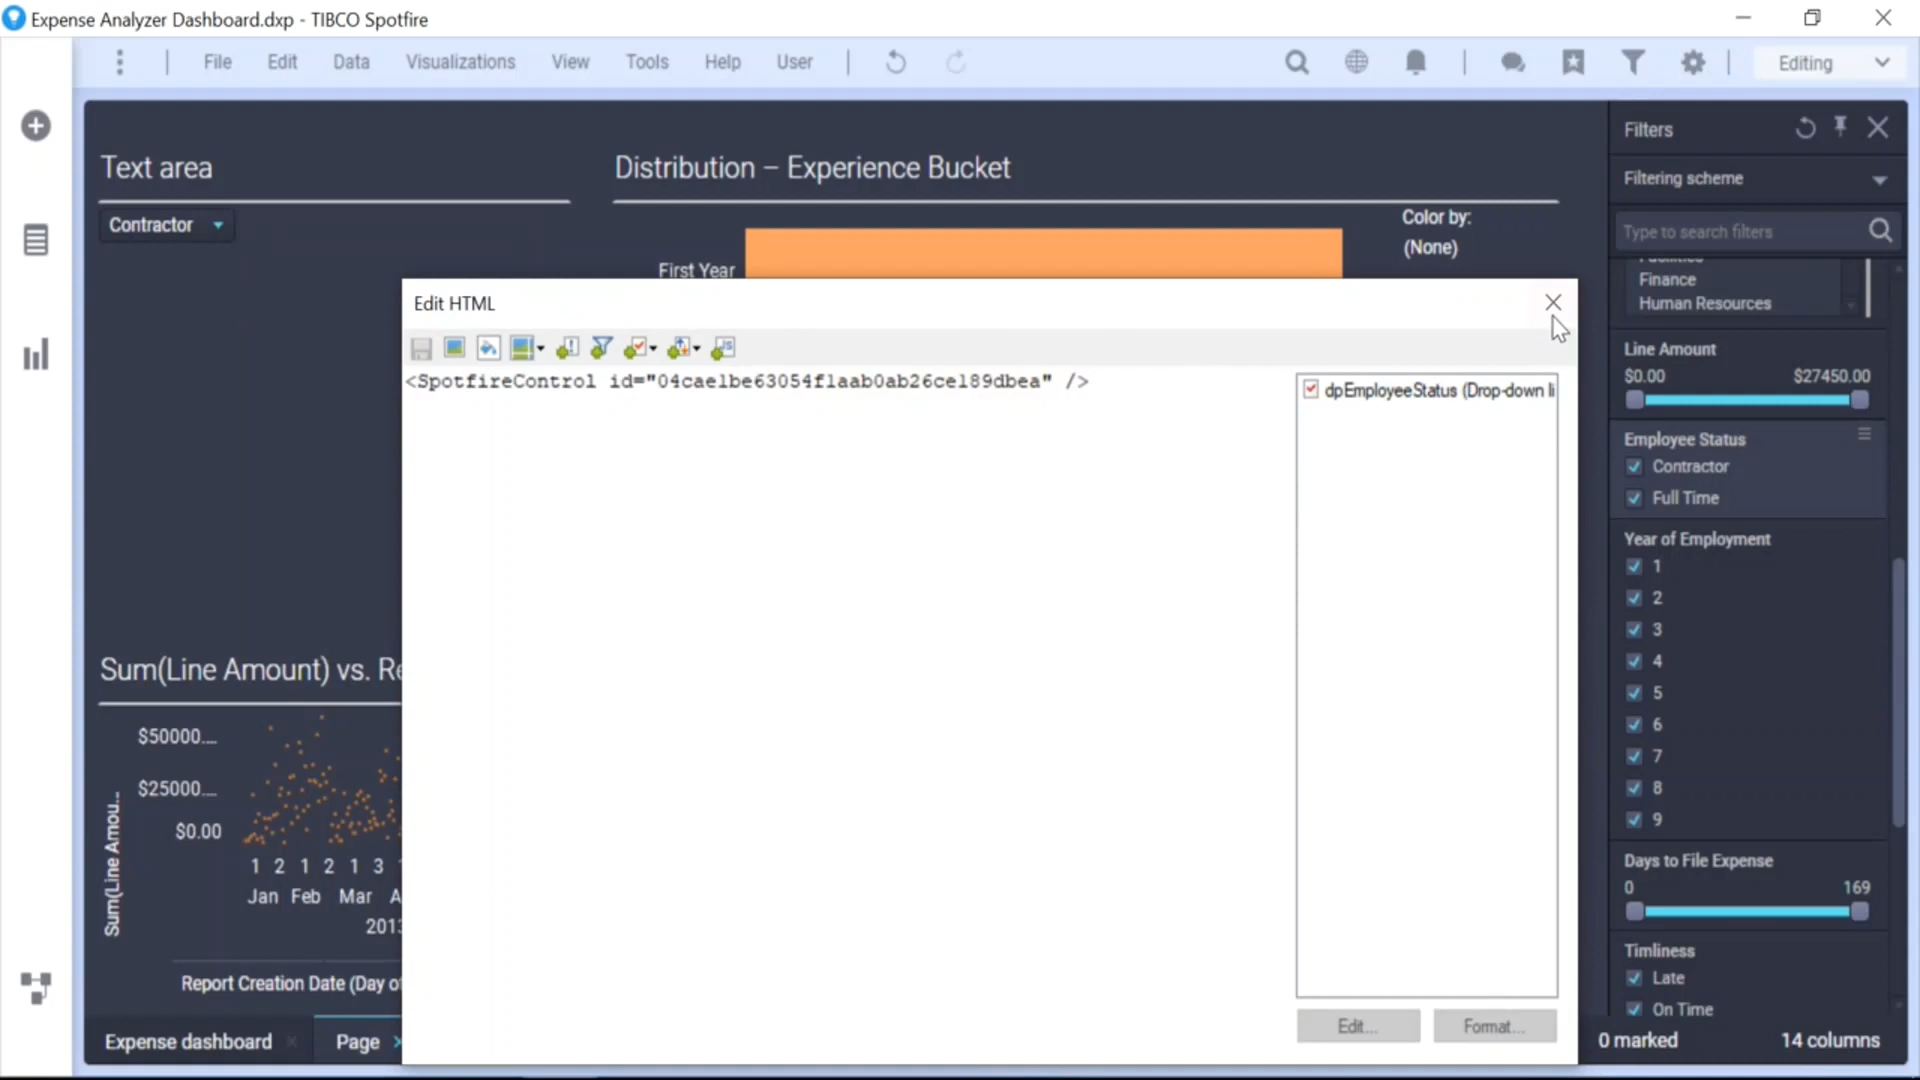 Expense Analyzer Dashboard.dxp - TIBCO Spotfire
File Edit Data Visualizations View Tools Help User
Editing
Text area
Contractor
Distribution – Experience Bucket
First Year
Color by:
(None)
Edit HTML
<SpotfireControl id="04cae1be63054f1aab0ab26ce189dbea" />
dpEmployeeStatus (Drop-down li
Edit...
Format...
Sum(Line Amount) vs. Re
Sum(Line Amou...
$50000....
$25000....
$0.00
1 2 1 2 1 3
Jan Feb Mar A
2013
Report Creation Date (Day of
Expense dashboard
Page
Filters
Filtering scheme
Type to search filters
Facilities
Finance
Human Resources
Line Amount
$0.00 $27450.00
Employee Status
Contractor
Full Time
Year of Employment
1
2
3
4
5
6
7
8
9
Days to File Expense
0 169
Timliness
Late
On Time
0 marked
14 columns